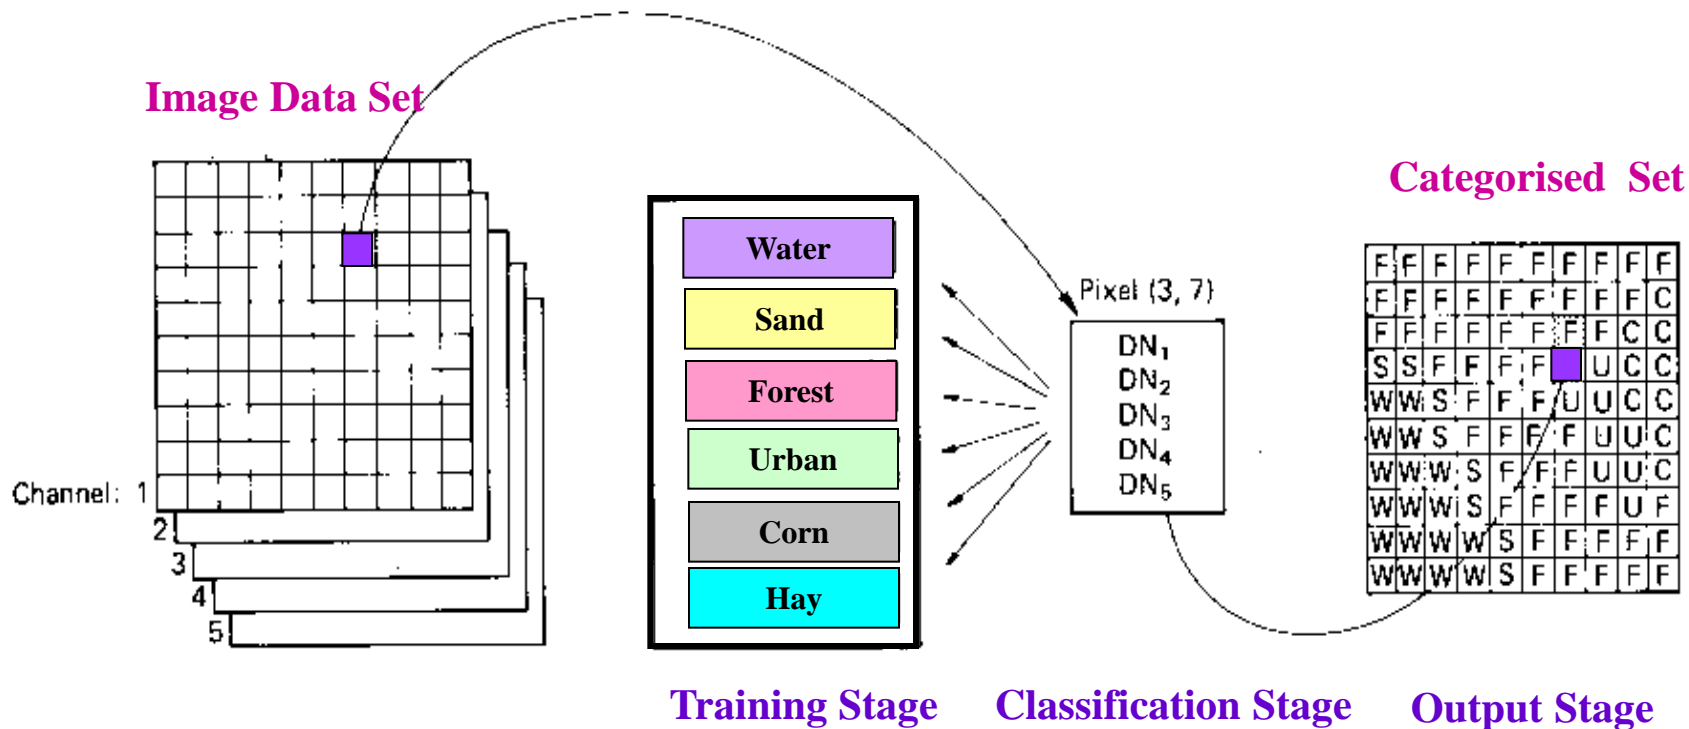 Image Data Set
Channel: 1
2
3
4
5
Water
Sand
Forest
Urban
Corn
Hay
Training Stage
Pixel (3, 7)
DN₁
DN₂
DN₃
DN₄
DN₅
Classification Stage
Categorised Set
F F F F F F F F F F
F F F F F F F F F C
F F F F F F F F C C
S S F F F F U C C
W W S F F F U U C C
W W S F F F F U U C
W W W S F F F U U C
W W W S F F F F U F
W W W W S F F F F F
W W W W S F F F F F
Output Stage